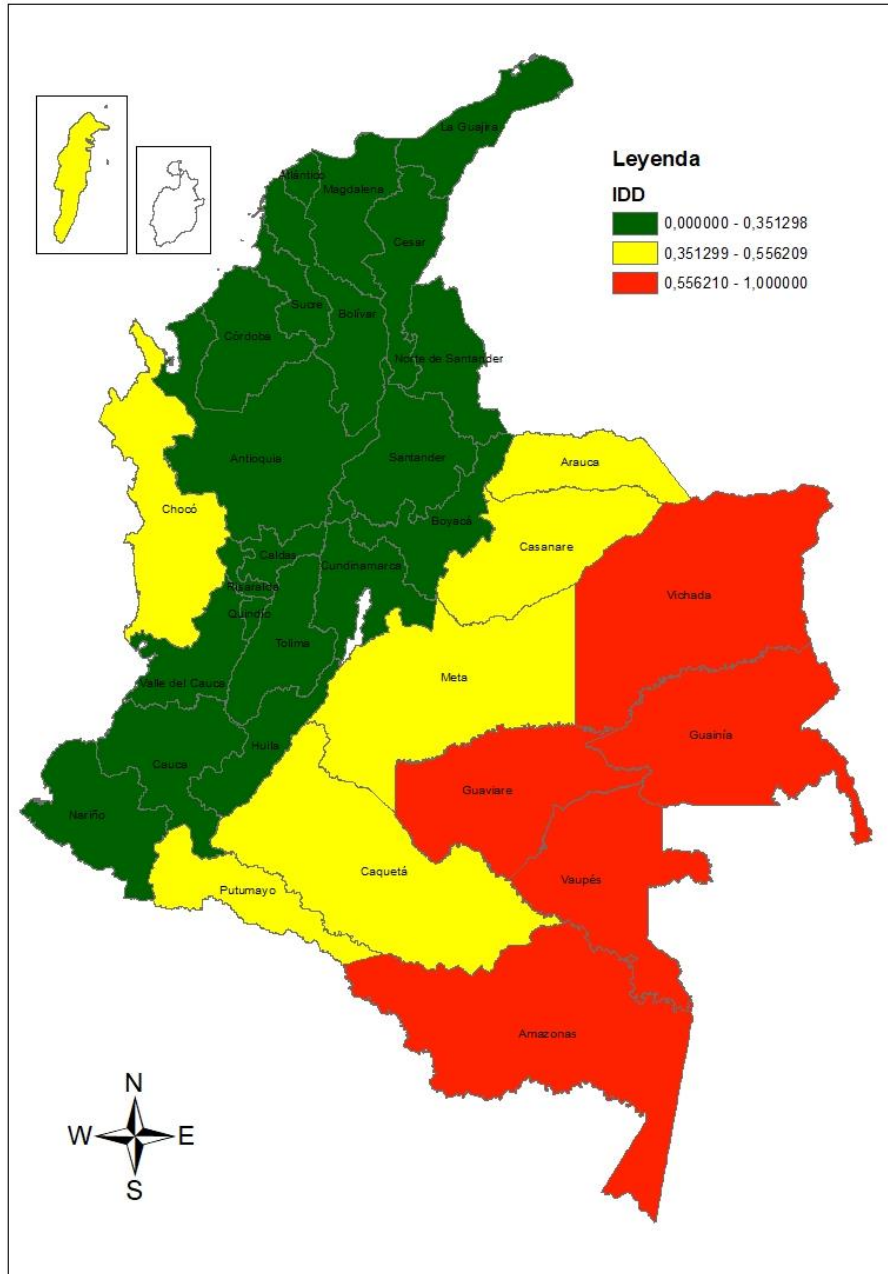 La Guajira
Leyenda
IDD
0,000000 - 0,351298
0,351299 - 0,556209
0,556210 - 1,000000
Atlántico
Magdalena
Cesar
Sucre
Bolívar
Córdoba
Norte de Santander
Antioquia
Santander
Arauca
Chocó
Boyacá
Casanare
Caldas
Cundinamarca
Risaralda
Vichada
Quindío
Tolima
Meta
Valle del Cauca
Guainía
Huila
Cauca
Guaviare
Nariño
Caquetá
Vaupés
Putumayo
Amazonas
N
W E
S